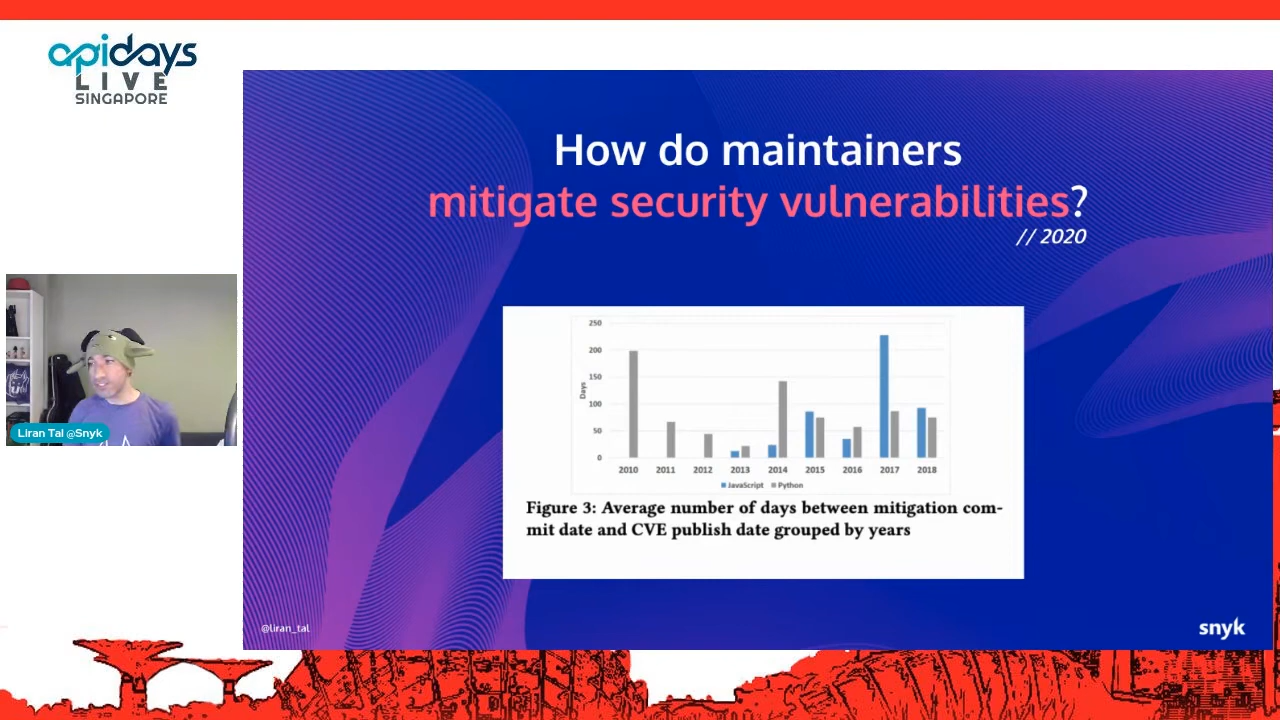 apidays
LIVE
SINGAPORE
How do maintainers
mitigate security vulnerabilities?
// 2020
250
200
150
100
50
0
Days
2010 2011 2012 2013 2014 2015 2016 2017 2018
JavaScript Python
Figure 3: Average number of days between mitigation com-
mit date and CVE publish date grouped by years
Liran Tal @Snyk
@liran_tal
snyk